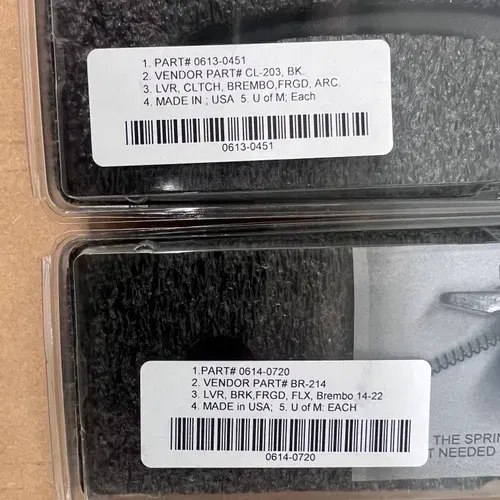 1. PART# 0613-0451
2. VENDOR PART# CL-203, BK.
3. LVR, CLTCH, BREMBO,FRGD, ARC.
4. MADE IN ; USA 5. U of M; Each
0613-0451
1.PART# 0614-0720
2. VENDOR PART# BR-214
3. LVR, BRK,FRGD, FLX, Brembo 14-22
4. MADE in USA; 5. U of M: EACH
0614-0720
THE SPRIN
T NEEDED